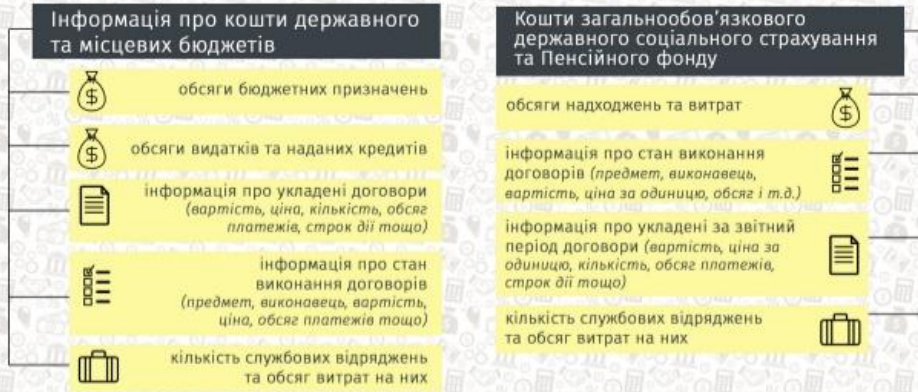 Інформація про кошти державного
та місцевих бюджетів
обсяги бюджетних призначень
обсяги видатків та наданих кредитів
інформація про укладені договори
(вартість, ціна, кількість, обсяг
платежів, строк дії тощо)
інформація про стан
виконання договорів
(предмет, виконавець, вартість,
ціна, обсяг платежів тощо)
кількість службових відряджень
та обсяг витрат на них
Кошти загальнообов'язкового
державного соціального страхування
та Пенсійного фонду
обсяги надходжень та витрат
інформація про стан виконання
договорів (предмет, виконавець,
вартість, ціна за одиницю, обсяг і т.д.)
інформація про укладені за звітний
період договори (вартість, ціна за
одиницю, кількість, обсяг платежів,
строк дії тощо)
кількість службових відряджень
та обсяг витрат на них